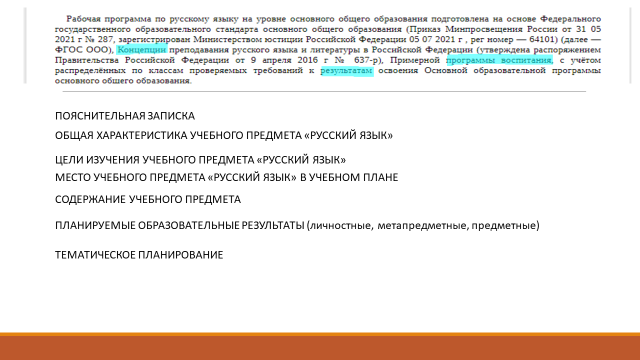 Рабочая программа по русскому языку на уровне основного общего образования подготовлена на основе Федерального
государственного образовательного стандарта основного общего образования (Приказ Минпросвещения России от 31 05
2021 г № 287, зарегистрирован Министерством юстиции Российской Федерации 05 07 2021 г , рег номер — 64101) (далее —
ФГОС ООО), Концепции преподавания русского языка и литературы в Российской Федерации (утверждена распоряжением
Правительства Российской Федерации от 9 апреля 2016 г № 637-р), Примерной программы воспитания, с учётом
распределённых по классам проверяемых требований к результатам освоения Основной образовательной программы
основного общего образования.
ПОЯСНИТЕЛЬНАЯ ЗАПИСКА
ОБЩАЯ ХАРАКТЕРИСТИКА УЧЕБНОГО ПРЕДМЕТА «РУССКИЙ ЯЗЫК»
ЦЕЛИ ИЗУЧЕНИЯ УЧЕБНОГО ПРЕДМЕТА «РУССКИЙ ЯЗЫК»
МЕСТО УЧЕБНОГО ПРЕДМЕТА «РУССКИЙ ЯЗЫК» В УЧЕБНОМ ПЛАНЕ
СОДЕРЖАНИЕ УЧЕБНОГО ПРЕДМЕТА
ПЛАНИРУЕМЫЕ ОБРАЗОВАТЕЛЬНЫЕ РЕЗУЛЬТАТЫ (личностные, метапредметные, предметные)
ТЕМАТИЧЕСКОЕ ПЛАНИРОВАНИЕ